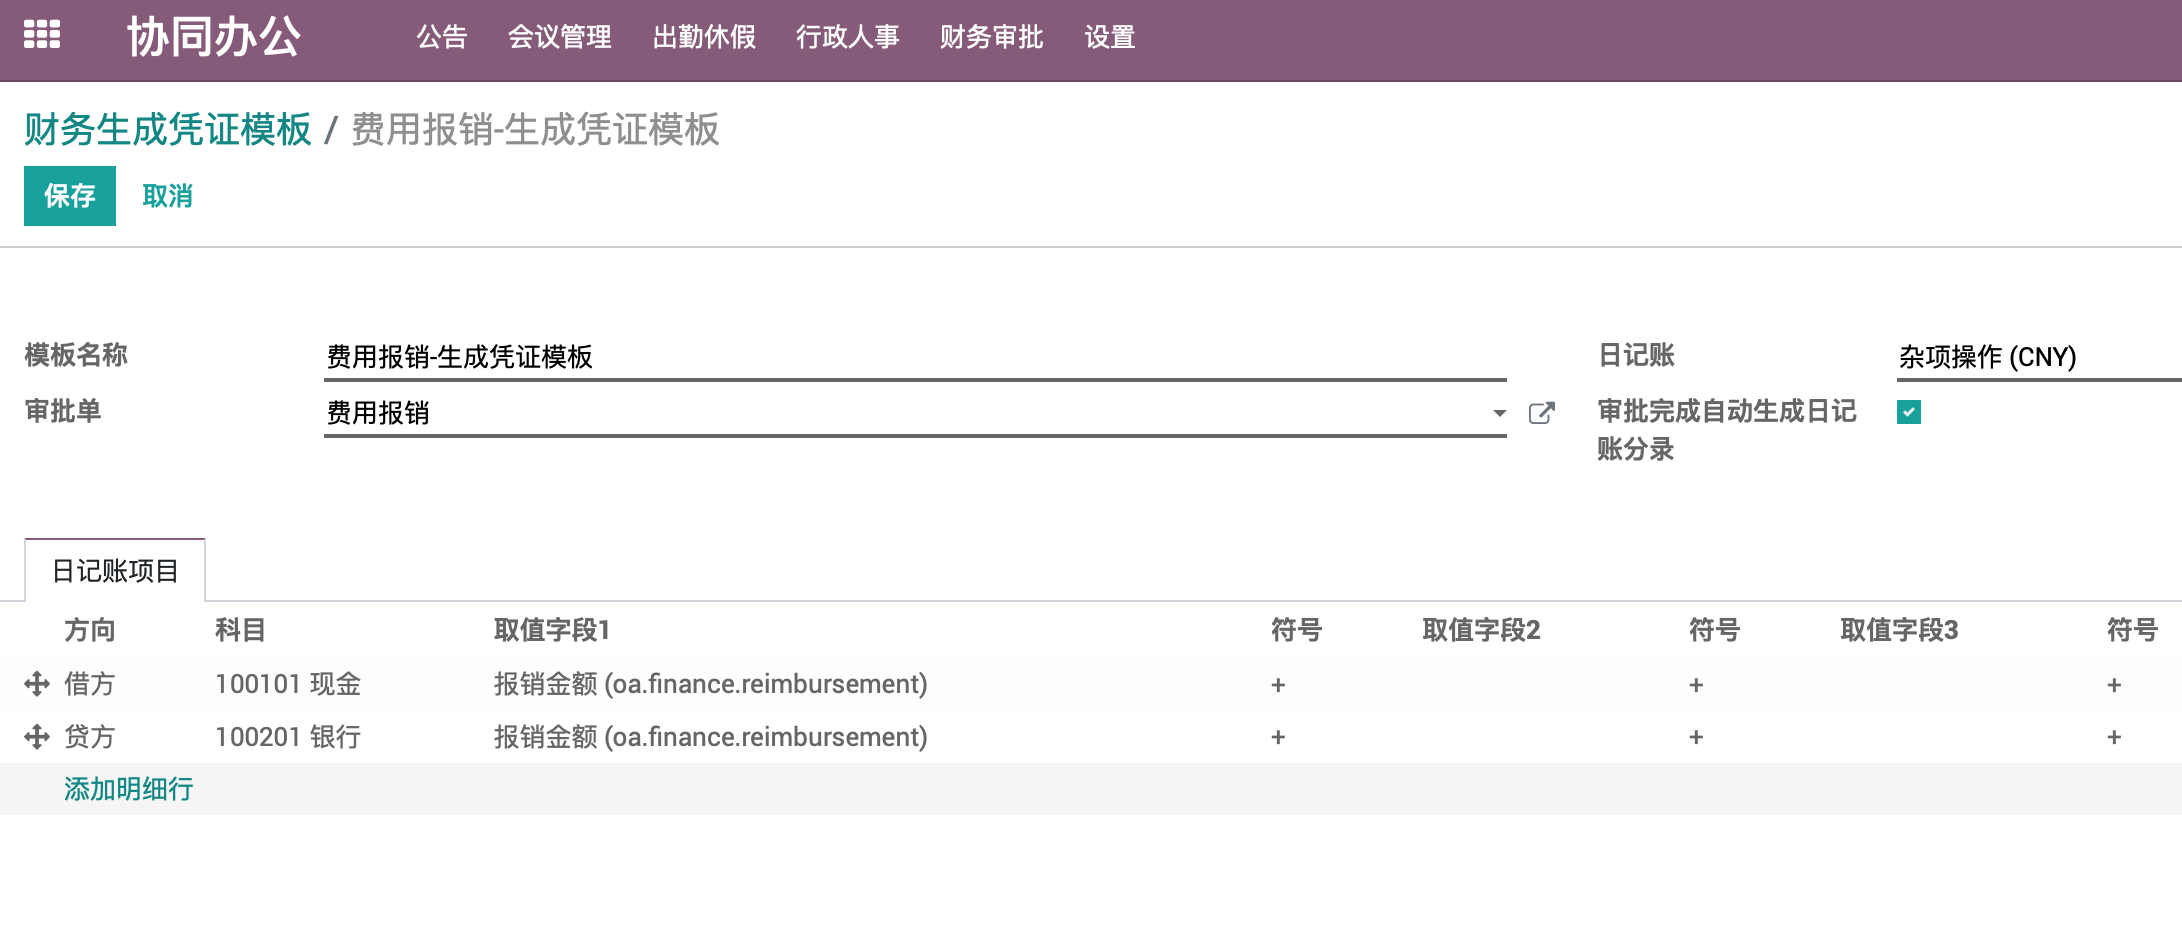 协同办公 公告 会议管理 出勤休假 行政人事 财务审批 设置
财务生成凭证模板 / 费用报销-生成凭证模板
保存 取消
模板名称 费用报销-生成凭证模板 日记账 杂项操作 (CNY)
审批单 费用报销 审批完成自动生成日记
账分录
日记账项目
方向 科目 取值字段1 符号 取值字段2 符号 取值字段3 符号
借方 100101 现金 报销金额 (oa.finance.reimbursement) + + +
贷方 100201 银行 报销金额 (oa.finance.reimbursement) + + +
添加明细行